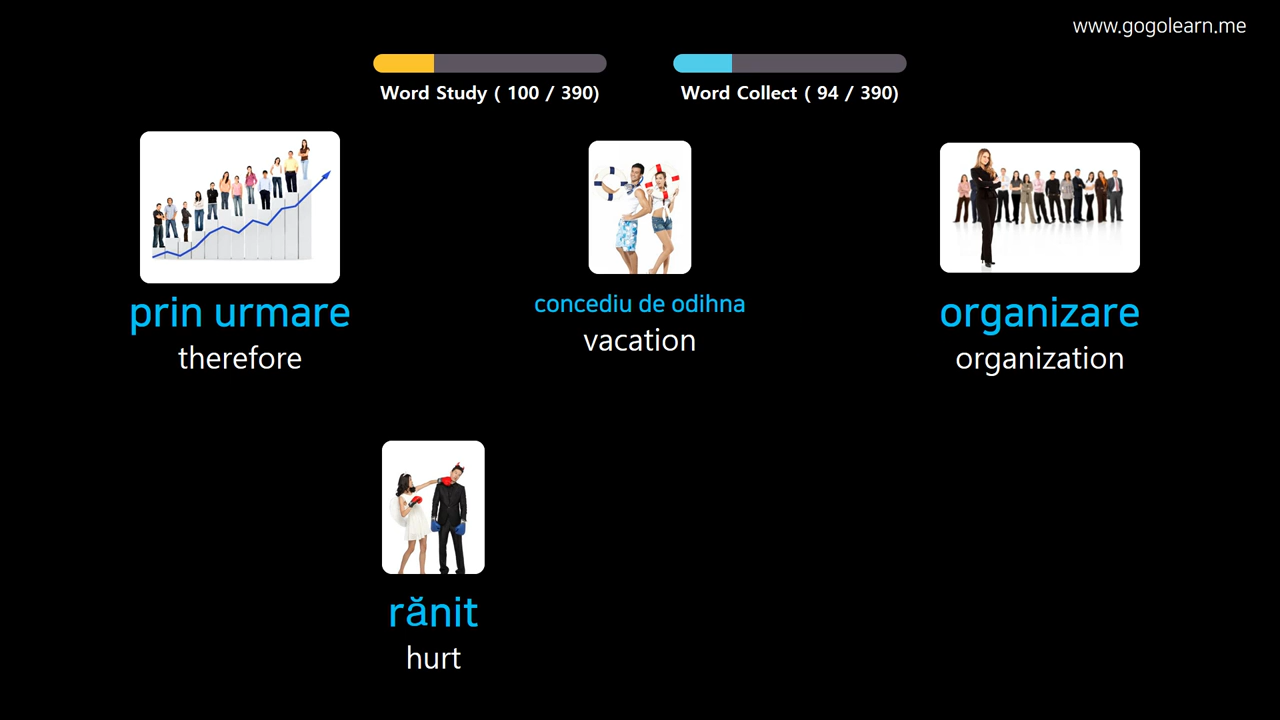 www.gogolearn.me
Word Study ( 100 / 390)
Word Collect ( 94 / 390)
prin urmare
therefore
concediu de odihna
vacation
organizare
organization
rănit
hurt